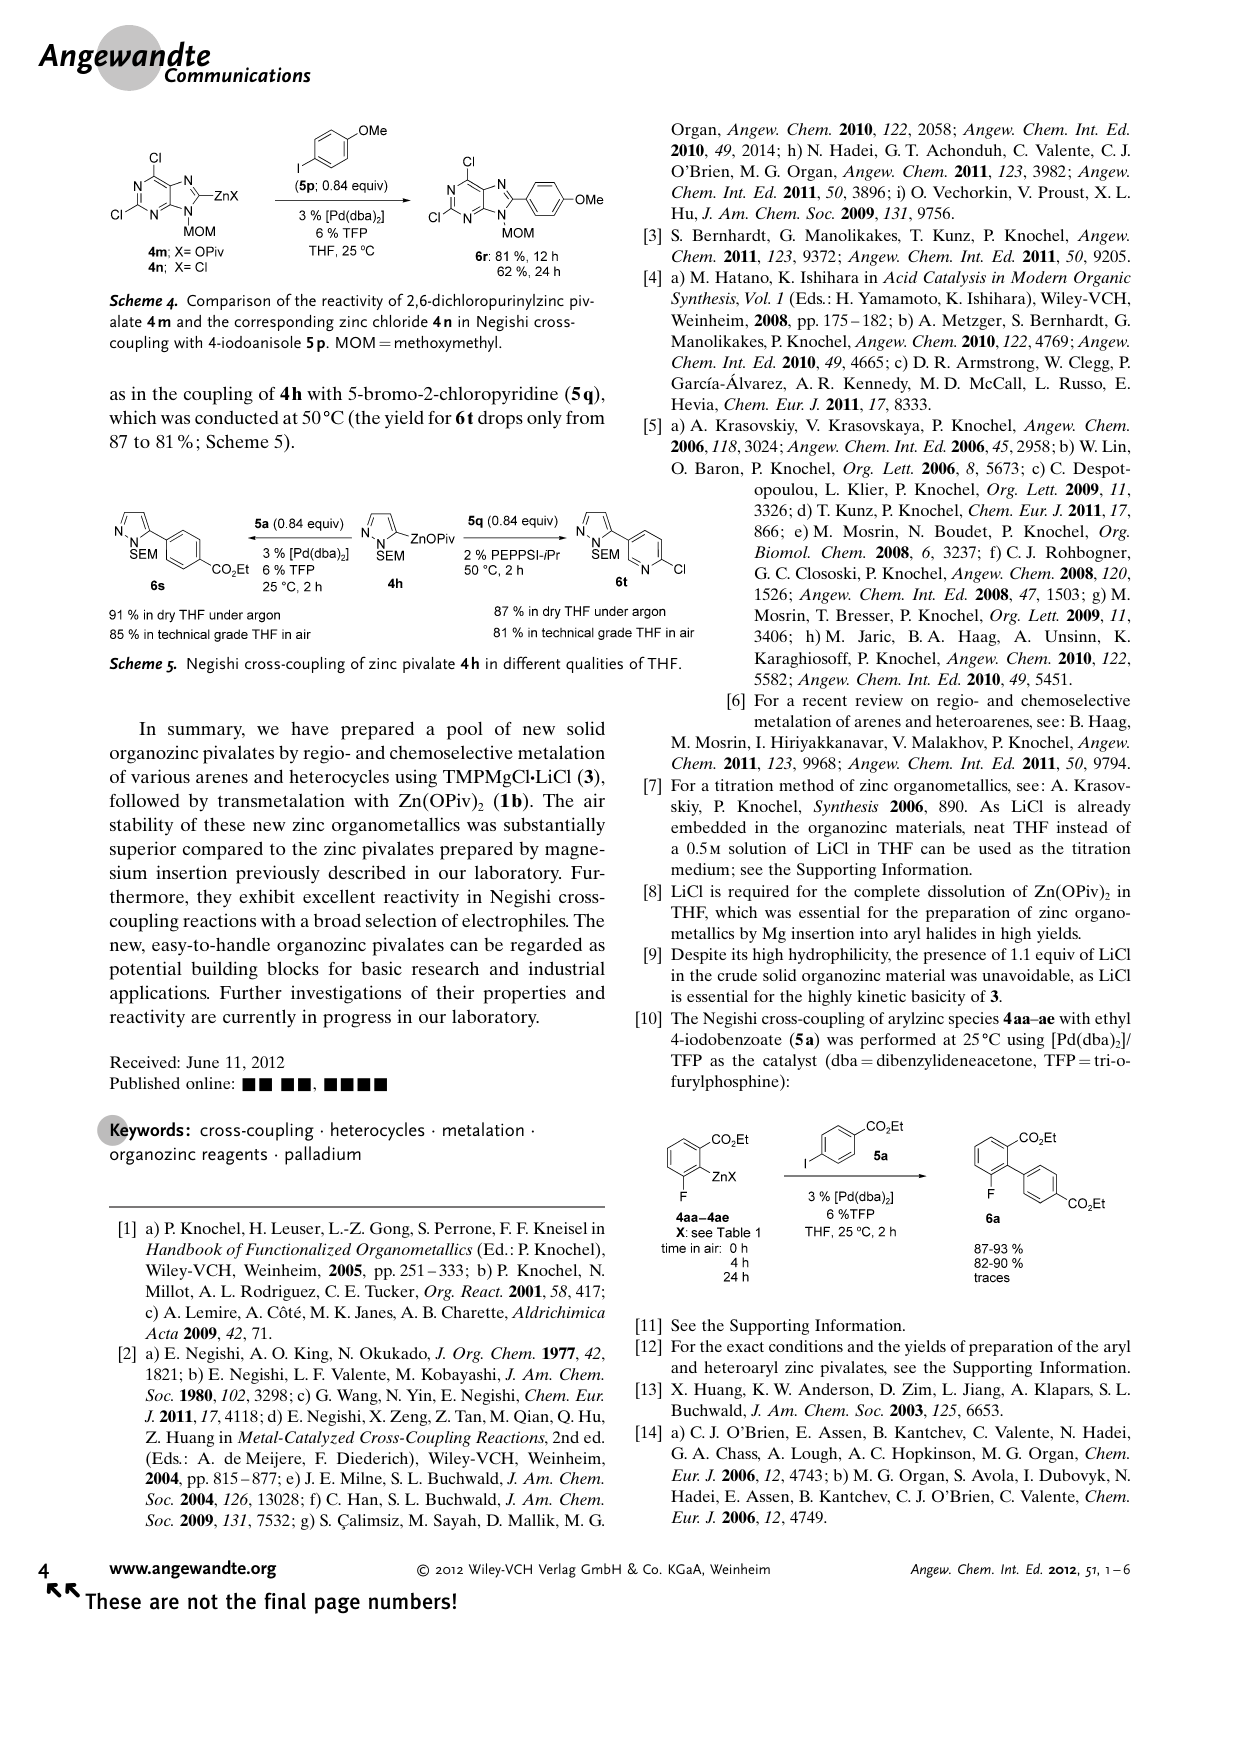 Angewandte
Communications
OMe
I
(5p; 0.84 equiv)
3 % [Pd(dba)₂]
6 % TFP
THF, 25 ºC
Cl
N
N
ZnX
Cl
N
N
MOM
4m; X= OPiv
4n; X= Cl
Cl
N
N
OMe
Cl
N
N
MOM
6r: 81 %, 12 h
62 %, 24 h
Scheme 4. Comparison of the reactivity of 2,6-dichloropurinylzinc piv-
alate 4m and the corresponding zinc chloride 4n in Negishi cross-
coupling with 4-iodoanisole 5p. MOM=methoxymethyl.
as in the coupling of 4h with 5-bromo-2-chloropyridine (5q),
which was conducted at 50°C (the yield for 6t drops only from
87 to 81%; Scheme 5).
N
N
SEM
CO₂Et
6s
5a (0.84 equiv)
3 % [Pd(dba)₂]
6 % TFP
25 °C, 2 h
N
N
SEM
ZnOPiv
4h
5q (0.84 equiv)
2 % PEPPSI-iPr
50 °C, 2 h
N
N
SEM
N
Cl
6t
91 % in dry THF under argon
85 % in technical grade THF in air
87 % in dry THF under argon
81 % in technical grade THF in air
Scheme 5. Negishi cross-coupling of zinc pivalate 4h in different qualities of THF.
In summary, we have prepared a pool of new solid
organozinc pivalates by regio- and chemoselective metalation
of various arenes and heterocycles using TMPMgCl·LiCl (3),
followed by transmetalation with Zn(OPiv)₂ (1b). The air
stability of these new zinc organometallics was substantially
superior compared to the zinc pivalates prepared by magne-
sium insertion previously described in our laboratory. Fur-
thermore, they exhibit excellent reactivity in Negishi cross-
coupling reactions with a broad selection of electrophiles. The
new, easy-to-handle organozinc pivalates can be regarded as
potential building blocks for basic research and industrial
applications. Further investigations of their properties and
reactivity are currently in progress in our laboratory.
Received: June 11, 2012
Published online: ■■ ■■, ■■■■
Keywords: cross-coupling · heterocycles · metalation ·
organozinc reagents · palladium
[1] a) P. Knochel, H. Leuser, L.-Z. Gong, S. Perrone, F. F. Kneisel in
Handbook of Functionalized Organometallics (Ed.: P. Knochel),
Wiley-VCH, Weinheim, 2005, pp. 251–333; b) P. Knochel, N.
Millot, A. L. Rodriguez, C. E. Tucker, Org. React. 2001, 58, 417;
c) A. Lemire, A. Côté, M. K. Janes, A. B. Charette, Aldrichimica
Acta 2009, 42, 71.
[2] a) E. Negishi, A. O. King, N. Okukado, J. Org. Chem. 1977, 42,
1821; b) E. Negishi, L. F. Valente, M. Kobayashi, J. Am. Chem.
Soc. 1980, 102, 3298; c) G. Wang, N. Yin, E. Negishi, Chem. Eur.
J. 2011, 17, 4118; d) E. Negishi, X. Zeng, Z. Tan, M. Qian, Q. Hu,
Z. Huang in Metal-Catalyzed Cross-Coupling Reactions, 2nd ed.
(Eds.: A. de Meijere, F. Diederich), Wiley-VCH, Weinheim,
2004, pp. 815–877; e) J. E. Milne, S. L. Buchwald, J. Am. Chem.
Soc. 2004, 126, 13028; f) C. Han, S. L. Buchwald, J. Am. Chem.
Soc. 2009, 131, 7532; g) S. Çalimsiz, M. Sayah, D. Mallik, M. G.
Organ, Angew. Chem. 2010, 122, 2058; Angew. Chem. Int. Ed.
2010, 49, 2014; h) N. Hadei, G. T. Achonduh, C. Valente, C. J.
O'Brien, M. G. Organ, Angew. Chem. 2011, 123, 3982; Angew.
Chem. Int. Ed. 2011, 50, 3896; i) O. Vechorkin, V. Proust, X. L.
Hu, J. Am. Chem. Soc. 2009, 131, 9756.
[3] S. Bernhardt, G. Manolikakes, T. Kunz, P. Knochel, Angew.
Chem. 2011, 123, 9372; Angew. Chem. Int. Ed. 2011, 50, 9205.
[4] a) M. Hatano, K. Ishihara in Acid Catalysis in Modern Organic
Synthesis, Vol. 1 (Eds.: H. Yamamoto, K. Ishihara), Wiley-VCH,
Weinheim, 2008, pp. 175–182; b) A. Metzger, S. Bernhardt, G.
Manolikakes, P. Knochel, Angew. Chem. 2010, 122, 4769; Angew.
Chem. Int. Ed. 2010, 49, 4665; c) D. R. Armstrong, W. Clegg, P.
García-Álvarez, A. R. Kennedy, M. D. McCall, L. Russo, E.
Hevia, Chem. Eur. J. 2011, 17, 8333.
[5] a) A. Krasovskiy, V. Krasovskaya, P. Knochel, Angew. Chem.
2006, 118, 3024; Angew. Chem. Int. Ed. 2006, 45, 2958; b) W. Lin,
O. Baron, P. Knochel, Org. Lett. 2006, 8, 5673; c) C. Despot-
opoulou, L. Klier, P. Knochel, Org. Lett. 2009, 11,
3326; d) T. Kunz, P. Knochel, Chem. Eur. J. 2011, 17,
866; e) M. Mosrin, N. Boudet, P. Knochel, Org.
Biomol. Chem. 2008, 6, 3237; f) C. J. Rohbogner,
G. C. Clososki, P. Knochel, Angew. Chem. 2008, 120,
1526; Angew. Chem. Int. Ed. 2008, 47, 1503; g) M.
Mosrin, T. Bresser, P. Knochel, Org. Lett. 2009, 11,
3406; h) M. Jaric, B. A. Haag, A. Unsinn, K.
Karaghiosoff, P. Knochel, Angew. Chem. 2010, 122,
5582; Angew. Chem. Int. Ed. 2010, 49, 5451.
[6] For a recent review on regio- and chemoselective
metalation of arenes and heteroarenes, see: B. Haag,
M. Mosrin, I. Hiriyakkanavar, V. Malakhov, P. Knochel, Angew.
Chem. 2011, 123, 9968; Angew. Chem. Int. Ed. 2011, 50, 9794.
[7] For a titration method of zinc organometallics, see: A. Krasov-
skiy, P. Knochel, Synthesis 2006, 890. As LiCl is already
embedded in the organozinc materials, neat THF instead of
a 0.5M solution of LiCl in THF can be used as the titration
medium; see the Supporting Information.
[8] LiCl is required for the complete dissolution of Zn(OPiv)₂ in
THF, which was essential for the preparation of zinc organo-
metallics by Mg insertion into aryl halides in high yields.
[9] Despite its high hydrophilicity, the presence of 1.1 equiv of LiCl
in the crude solid organozinc material was unavoidable, as LiCl
is essential for the highly kinetic basicity of 3.
[10] The Negishi cross-coupling of arylzinc species 4aa–ae with ethyl
4-iodobenzoate (5a) was performed at 25°C using [Pd(dba)₂]/
TFP as the catalyst (dba=dibenzylideneacetone, TFP=tri-o-
furylphosphine):
CO₂Et
ZnX
F
4aa–4ae
X: see Table 1
time in air: 0 h
4 h
24 h
CO₂Et
I
5a
3 % [Pd(dba)₂]
6 %TFP
THF, 25 ºC, 2 h
CO₂Et
F
CO₂Et
6a
87-93 %
82-90 %
traces
[11] See the Supporting Information.
[12] For the exact conditions and the yields of preparation of the aryl
and heteroaryl zinc pivalates, see the Supporting Information.
[13] X. Huang, K. W. Anderson, D. Zim, L. Jiang, A. Klapars, S. L.
Buchwald, J. Am. Chem. Soc. 2003, 125, 6653.
[14] a) C. J. O'Brien, E. Assen, B. Kantchev, C. Valente, N. Hadei,
G. A. Chass, A. Lough, A. C. Hopkinson, M. G. Organ, Chem.
Eur. J. 2006, 12, 4743; b) M. G. Organ, S. Avola, I. Dubovyk, N.
Hadei, E. Assen, B. Kantchev, C. J. O'Brien, C. Valente, Chem.
Eur. J. 2006, 12, 4749.
4 www.angewandte.org © 2012 Wiley-VCH Verlag GmbH & Co. KGaA, Weinheim Angew. Chem. Int. Ed. 2012, 51, 1–6
These are not the final page numbers!